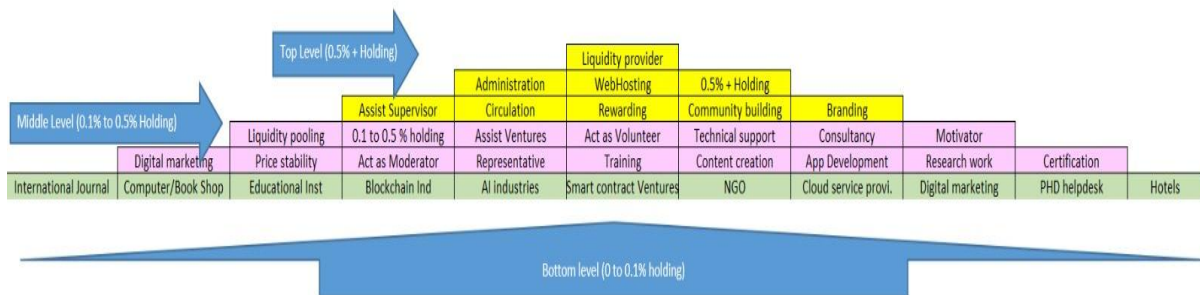 Top Level (0.5% + Holding)
Liquidity provider
Administration WebHosting 0.5% + Holding
Assist Supervisor Circulation Rewarding Community building Branding
Middle Level (0.1% to 0.5% Holding)
Liquidity pooling 0.1 to 0.5 % holding Assist Ventures Act as Volunteer Technical support Consultancy Motivator
Digital marketing Price stability Act as Moderator Representative Training Content creation App Development Research work Certification
International Journal Computer/Book Shop Educational Inst Blockchain Ind AI industries Smart contract Ventures NGO Cloud service provi. Digital marketing PHD helpdesk Hotels
Bottom level (0 to 0.1% holding)